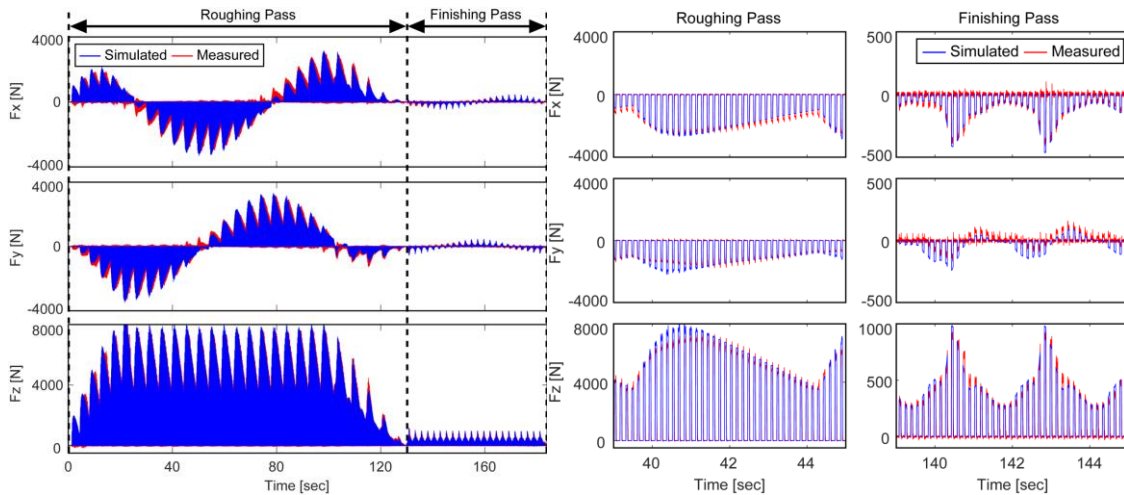 Roughing Pass Finishing Pass
Simulated Measured
Fx [N]
4000
0
-4000
Fy [N]
4000
0
-4000
Fz [N]
8000
4000
0
0 40 80 120 160
Time [sec]
Roughing Pass
Fx [N]
4000
0
-4000
Fy [N]
4000
0
-4000
Fz [N]
8000
4000
0
40 42 44
Time [sec]
Finishing Pass
Simulated Measured
500
0
-500
500
0
-500
1000
500
0
140 142 144
Time [sec]